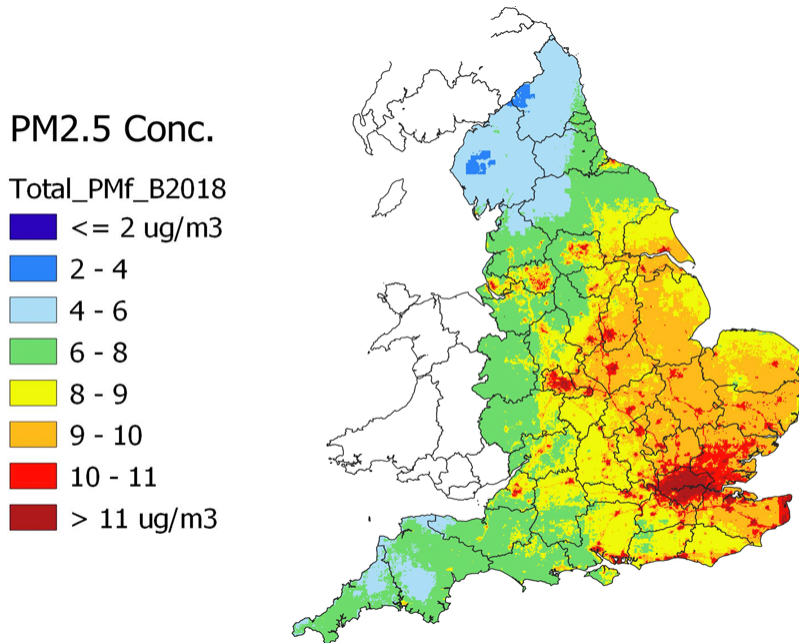 PM2.5 Conc.
Total_PMf_B2018
<= 2 ug/m3
2 - 4
4 - 6
6 - 8
8 - 9
9 - 10
10 - 11
> 11 ug/m3